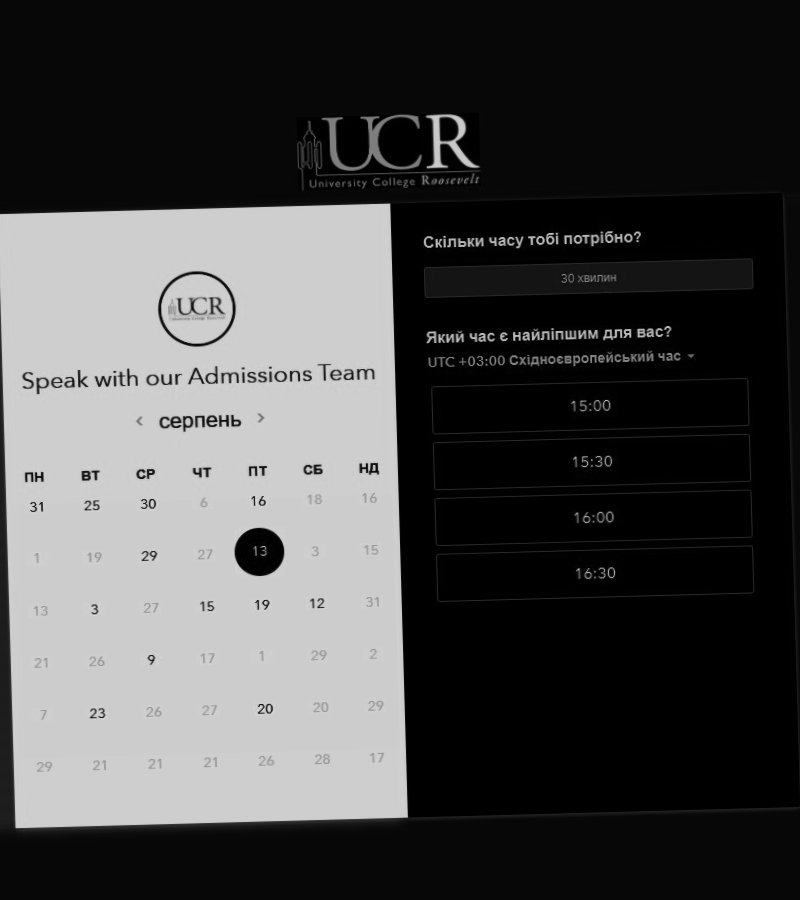 UCR
University College Roosevelt
UCR
University College Roosevelt
Speak with our Admissions Team
серпень
ПН ВТ СР ЧТ ПТ СБ НД
31 25 30 6 16 18 16
1 19 29 27 13 3 15
13 3 27 15 19 12 31
21 26 9 17 1 29 2
7 23 26 27 20 20 29
29 21 21 21 26 28 17
Скільки часу тобі потрібно?
30 хвилин
Який час є найліпшим для вас?
UTC +03:00 Східноєвропейський час
15:00
15:30
16:00
16:30